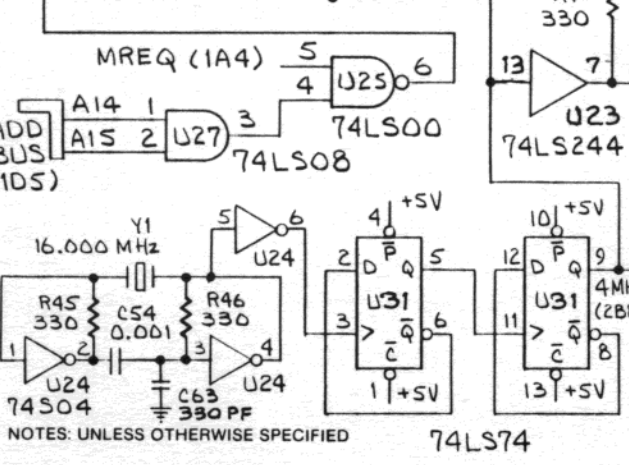 330
MREQ (1A4)
5
4
U25
6
13
7
U23
74LS00
74LS244
A14
1
A15
2
U27
3
74LS08
ADD
BUS
1D5)
Y1
16.000 MHz
5
6
U24
4
+5V
P
2
D
Q
5
U31
3
Q
6
C
1
+5V
10
+5V
P
12
D
Q
9
U31
11
Q
8
C
13
+5V
(2B
R45
330
C54
0.001
R46
330
1
2
U24
74S04
3
4
U24
C63
330 PF
NOTES: UNLESS OTHERWISE SPECIFIED
74LS74